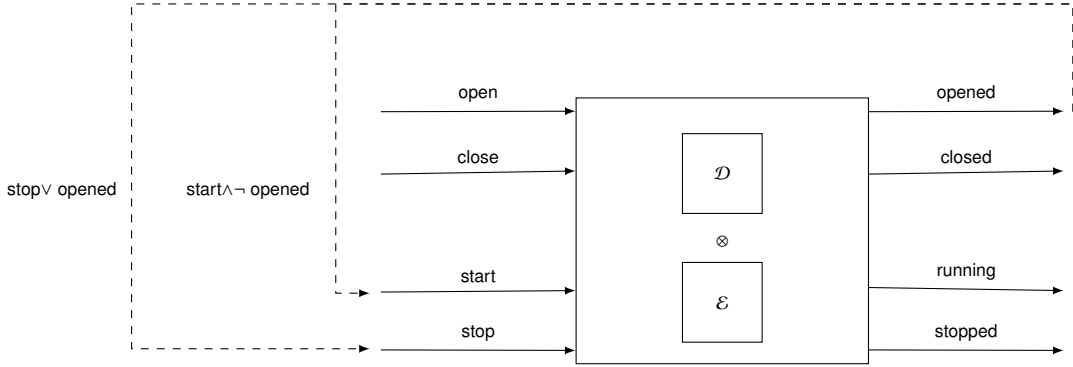 open
opened
close
closed
stop∨ opened
start∧¬ opened
𝒟
⊗
start
running
ℰ
stop
stopped